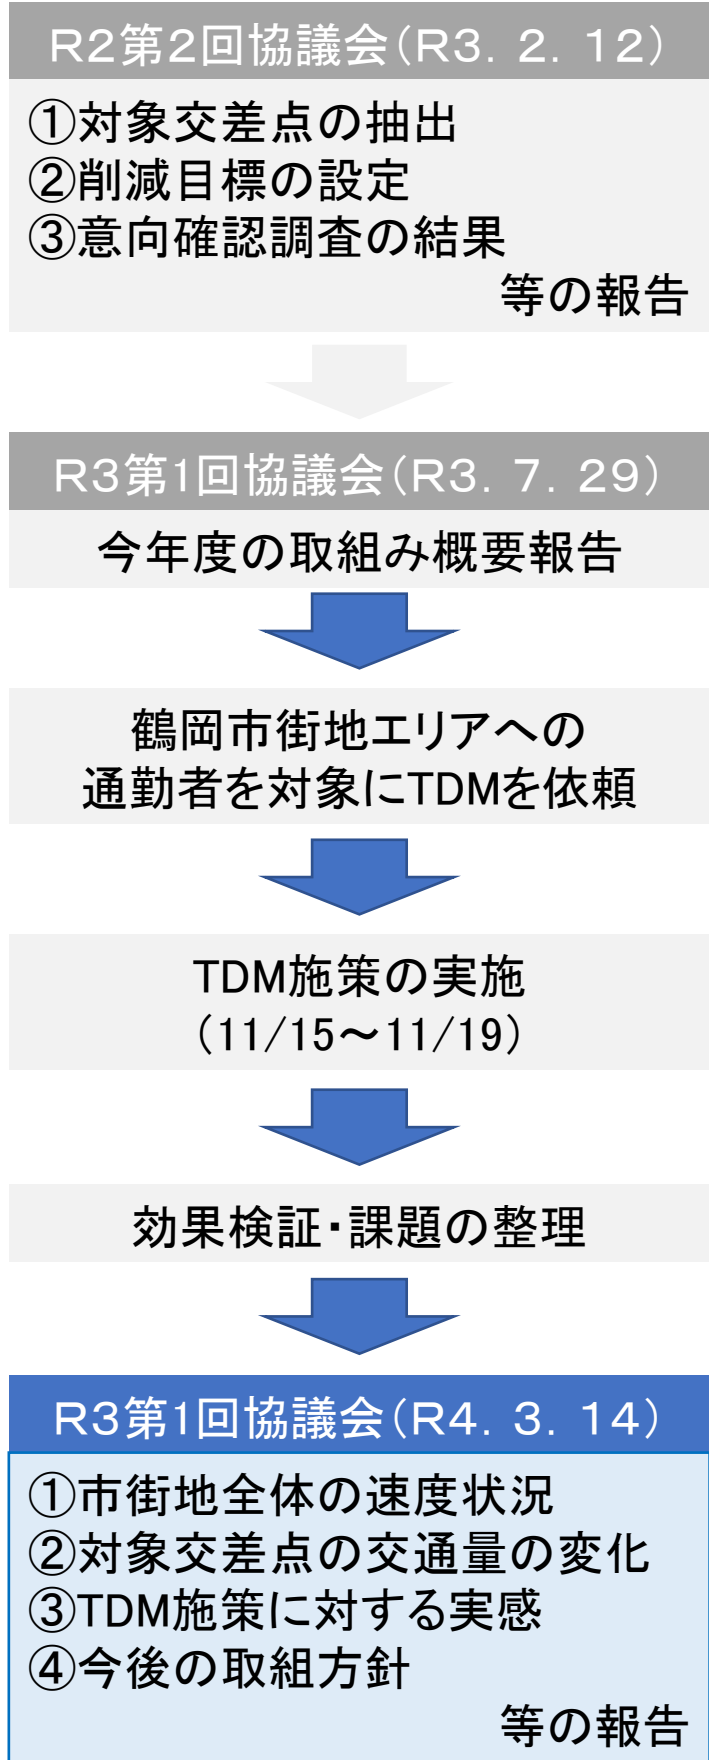 R2第2回協議会(R3．2．12)
①対象交差点の抽出
②削減目標の設定
③意向確認調査の結果
等の報告
R3第1回協議会(R3．7．29)
今年度の取組み概要報告
鶴岡市街地エリアへの
通勤者を対象にTDMを依頼
TDM施策の実施
(11/15～11/19)
効果検証・課題の整理
R3第1回協議会(R4．3．14)
①市街地全体の速度状況
②対象交差点の交通量の変化
③TDM施策に対する実感
④今後の取組方針
等の報告